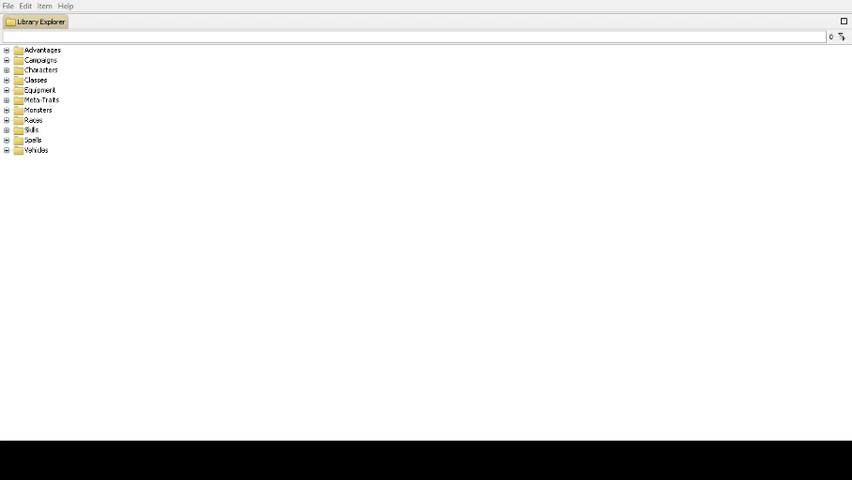 File Edit Item Help
Library Explorer
0
Advantages
Campaigns
Characters
Classes
Equipment
Meta-Traits
Monsters
Races
Skills
Spells
Vehicles